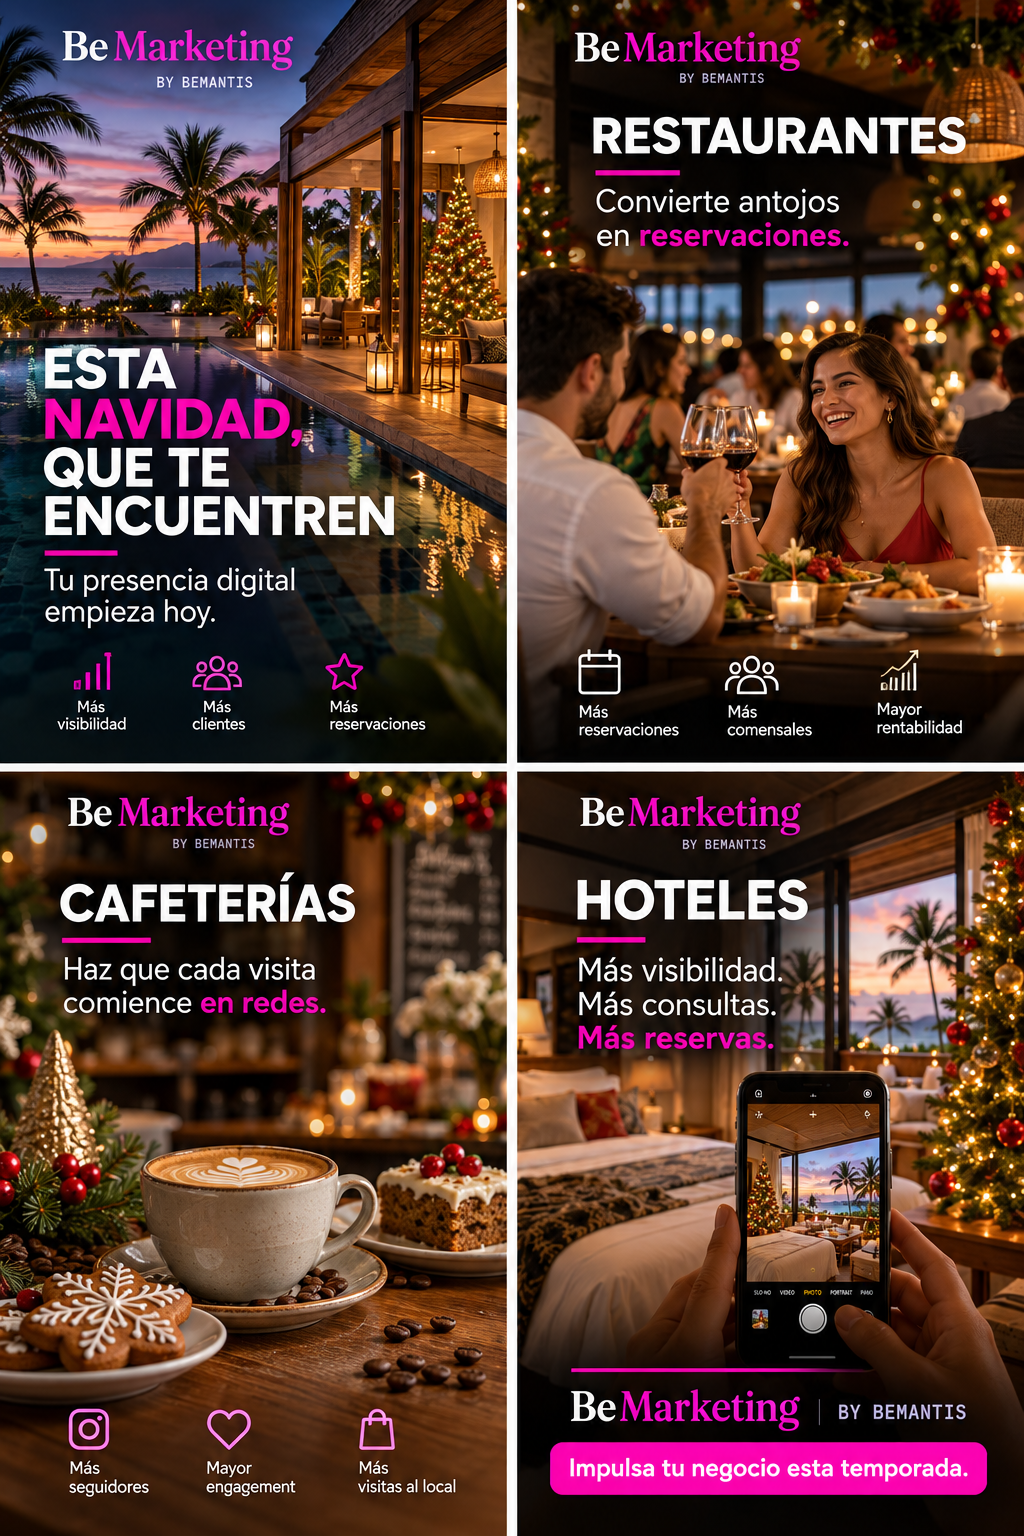 Be Marketing
BY BEMANTIS
ESTA
NAVIDAD,
QUE TE
ENCUENTREN
Tu presencia digital
empieza hoy.
Más
visibilidad
Más
clientes
Más
reservaciones
Be Marketing
BY BEMANTIS
RESTAURANTES
Convierte antojos
en reservaciones.
Más
reservaciones
Más
comensales
Mayor
rentabilidad
Be Marketing
BY BEMANTIS
CAFETERÍAS
Haz que cada visita
comience en redes.
Más
seguidores
Mayor
engagement
Más
visitas al local
Be Marketing
BY BEMANTIS
HOTELES
Más visibilidad.
Más consultas.
Más reservas.
VIDEO PHOTO PORTRAIT PANO
Be Marketing | BY BEMANTIS
Impulsa tu negocio esta temporada.